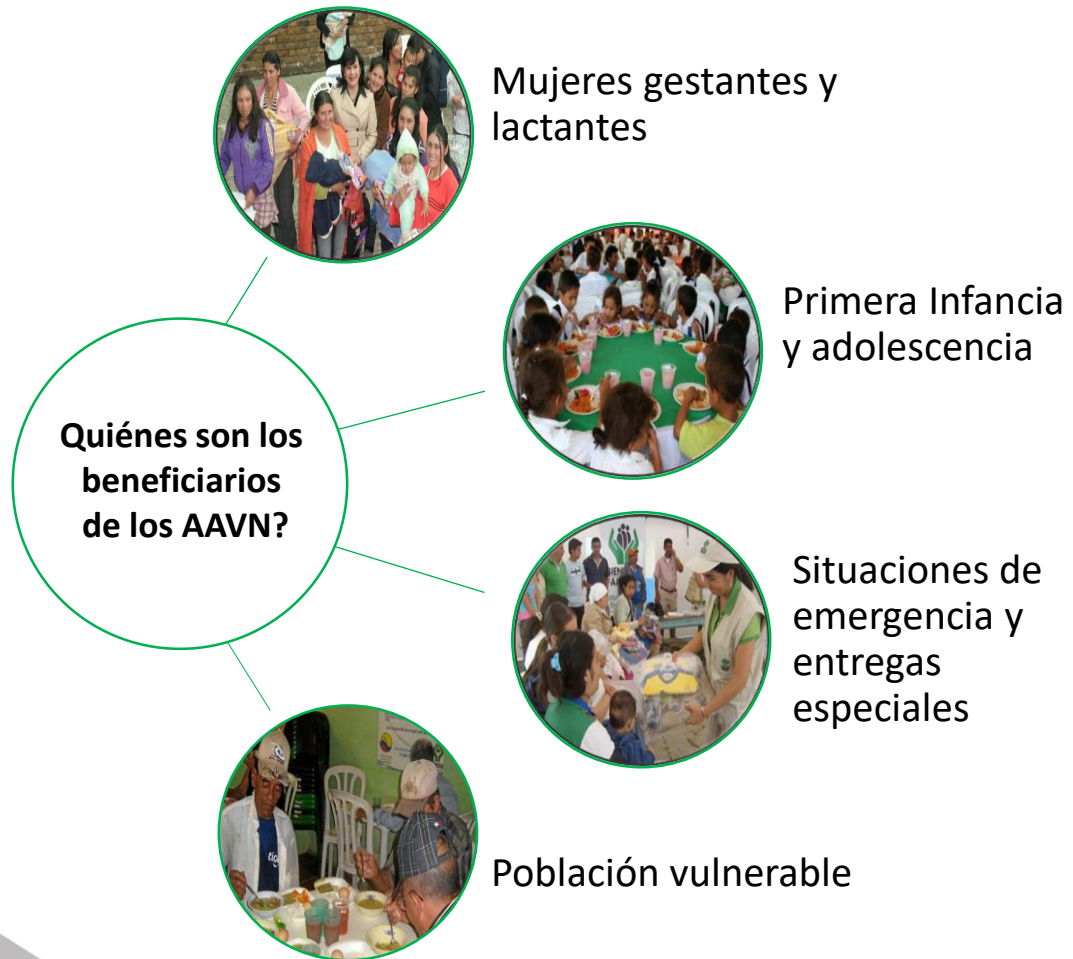 Mujeres gestantes y
lactantes
Primera Infancia
y adolescencia
Quiénes son los
beneficiarios
de los AAVN?
Situaciones de
emergencia y
entregas
especiales
Población vulnerable